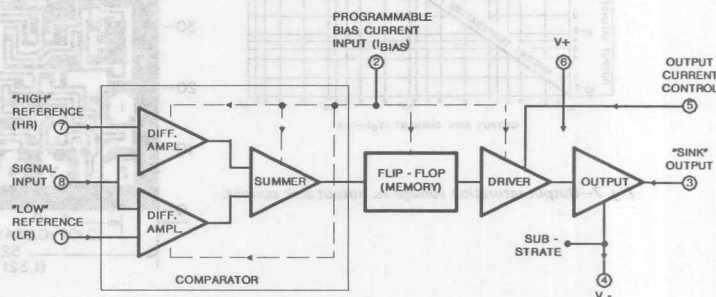 PROGRAMMABLE
BIAS CURRENT
INPUT (IBIAS)
2
V+
6
OUTPUT
CURRENT
CONTROL
5
"HIGH"
REFERENCE
(HR)
7
DIFF.
AMPL.
SIGNAL
INPUT
8
SUMMER
FLIP - FLOP
(MEMORY)
DRIVER
OUTPUT
"SINK"
OUTPUT
3
"LOW"
REFERENCE
(LR)
1
DIFF.
AMPL.
COMPARATOR
SUB -
STRATE
4
V-
30
20